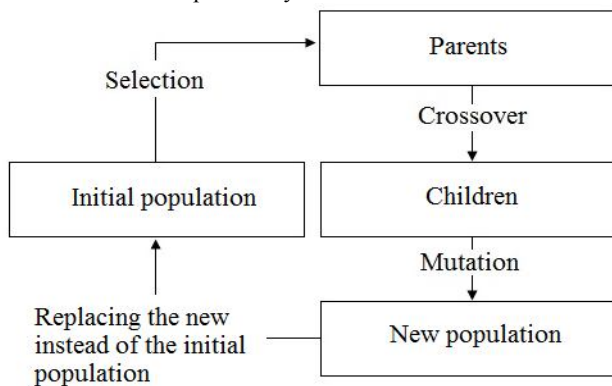 Parents
Selection
Crossover
Initial population
Children
Mutation
Replacing the new
instead of the initial
population
New population